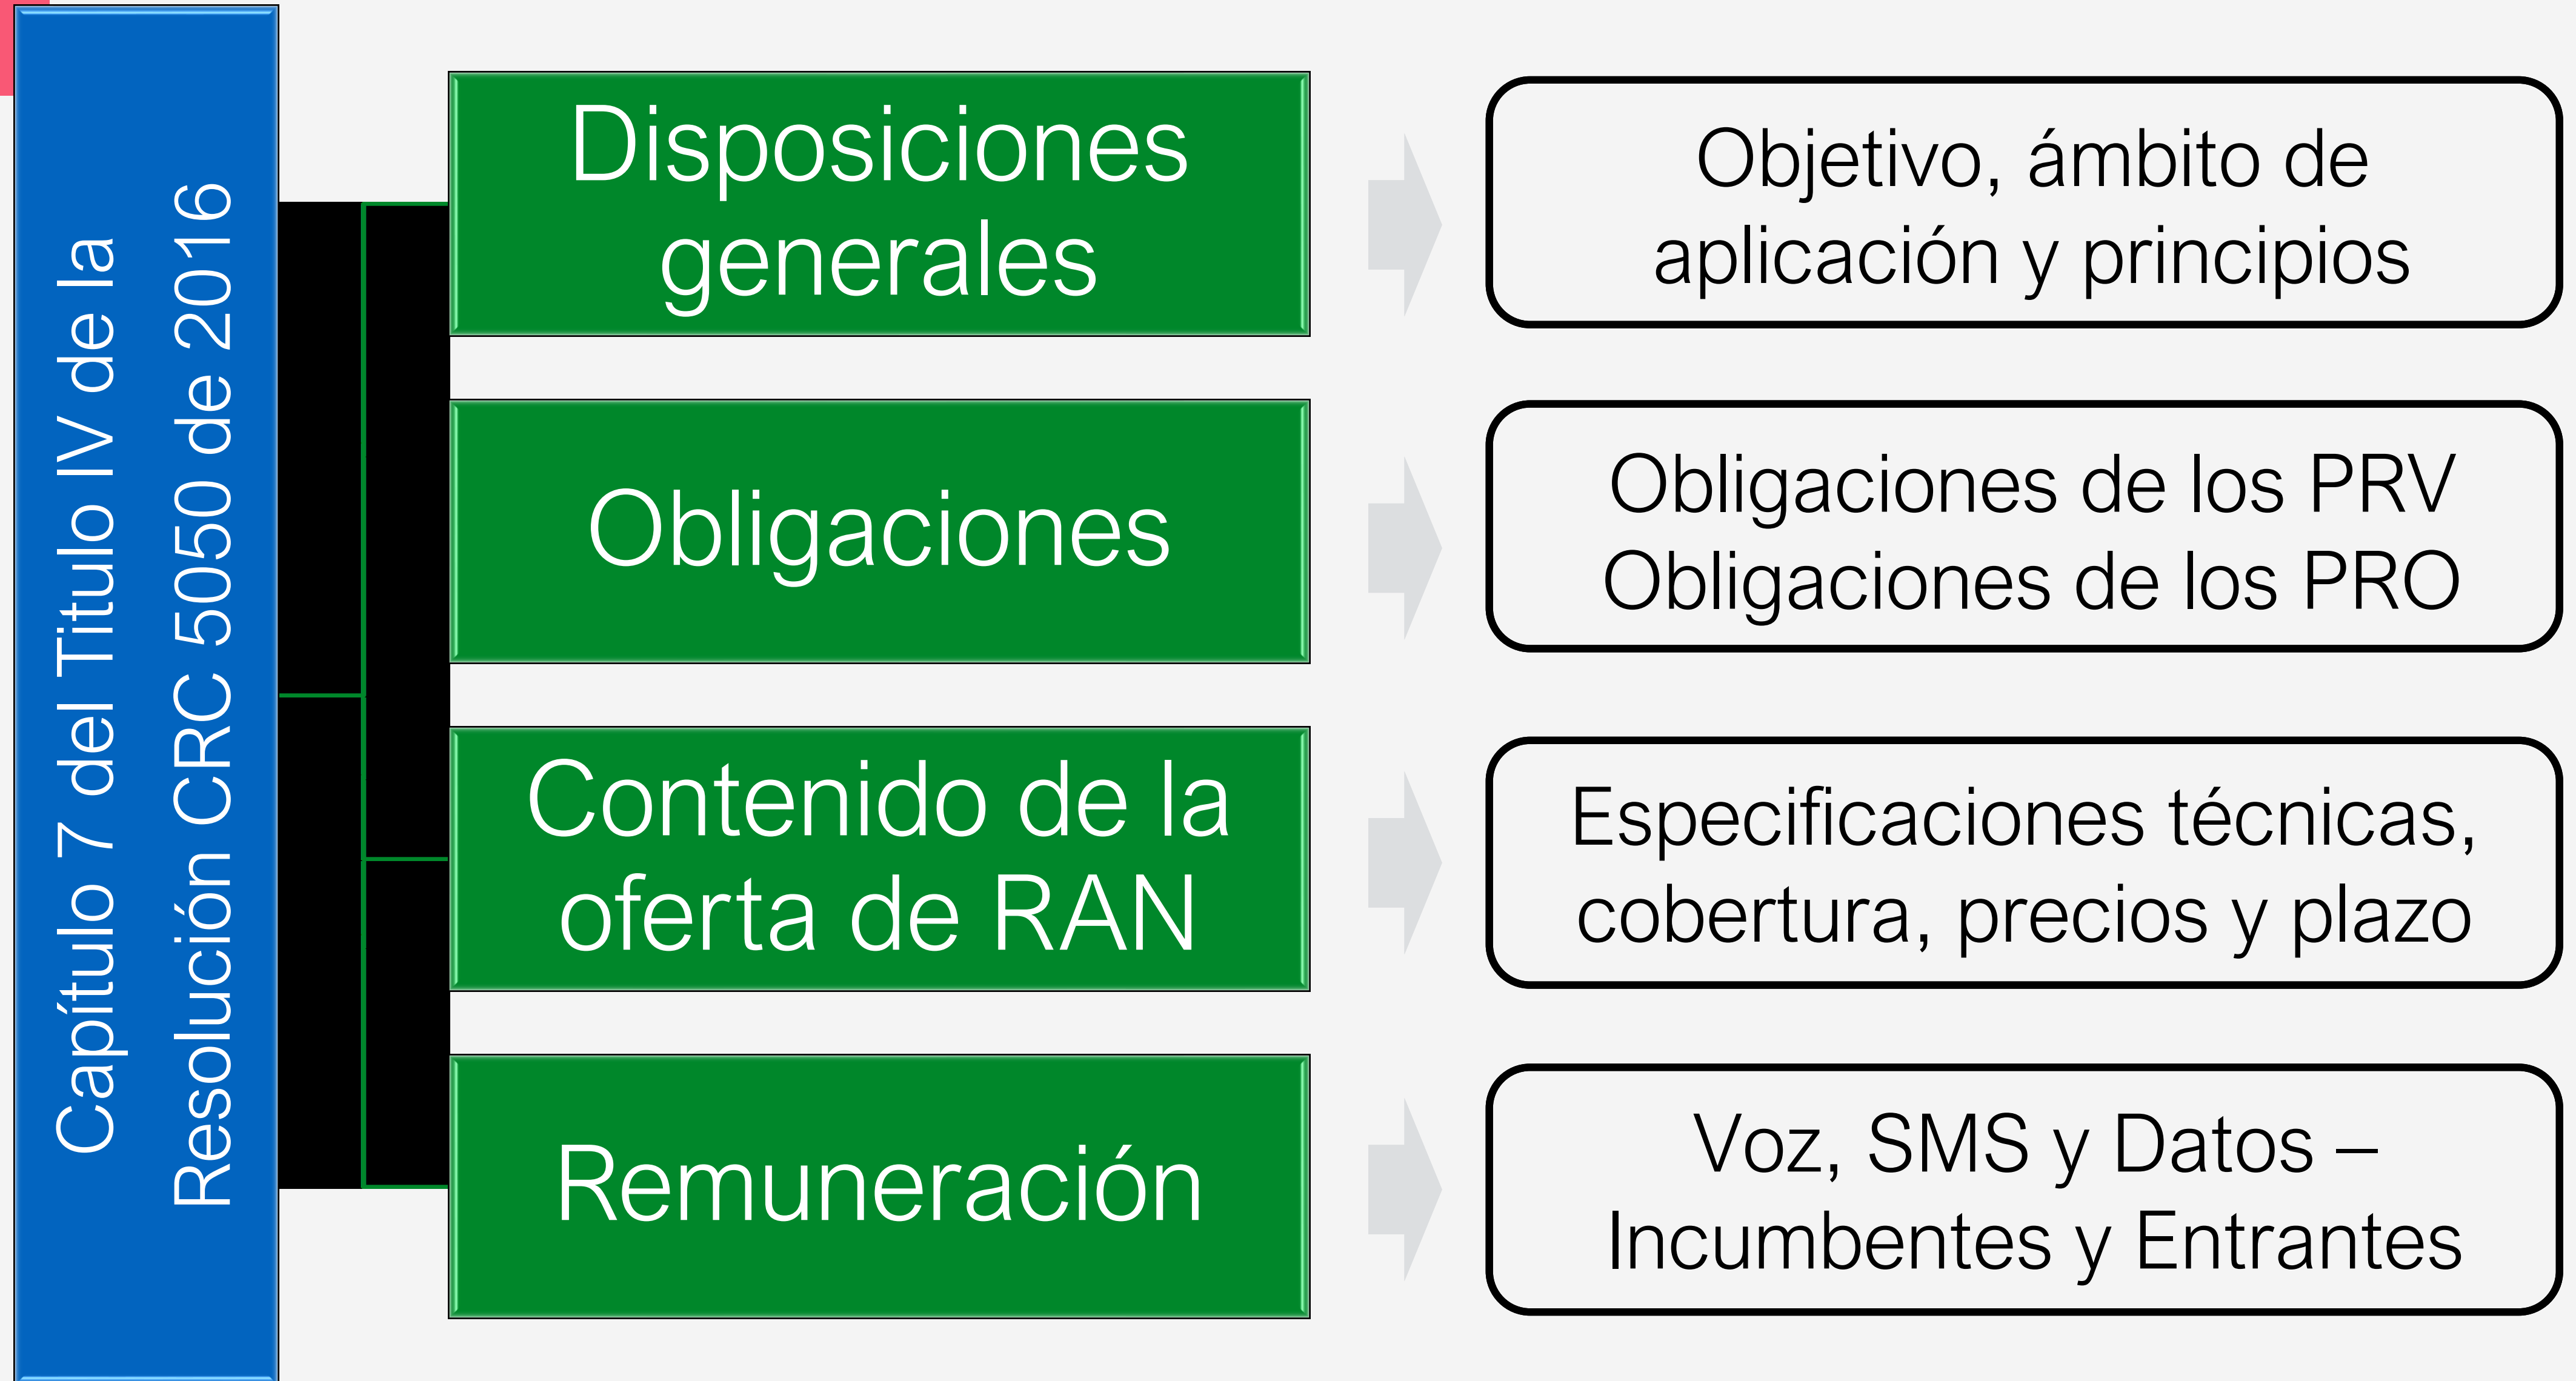 Capítulo 7 del Titulo IV de la
Resolución CRC 5050 de 2016
Disposiciones
generales
Objetivo, ámbito de
aplicación y principios
Obligaciones
Obligaciones de los PRV
Obligaciones de los PRO
Contenido de la
oferta de RAN
Especificaciones técnicas,
cobertura, precios y plazo
Remuneración
Voz, SMS y Datos –
Incumbentes y Entrantes